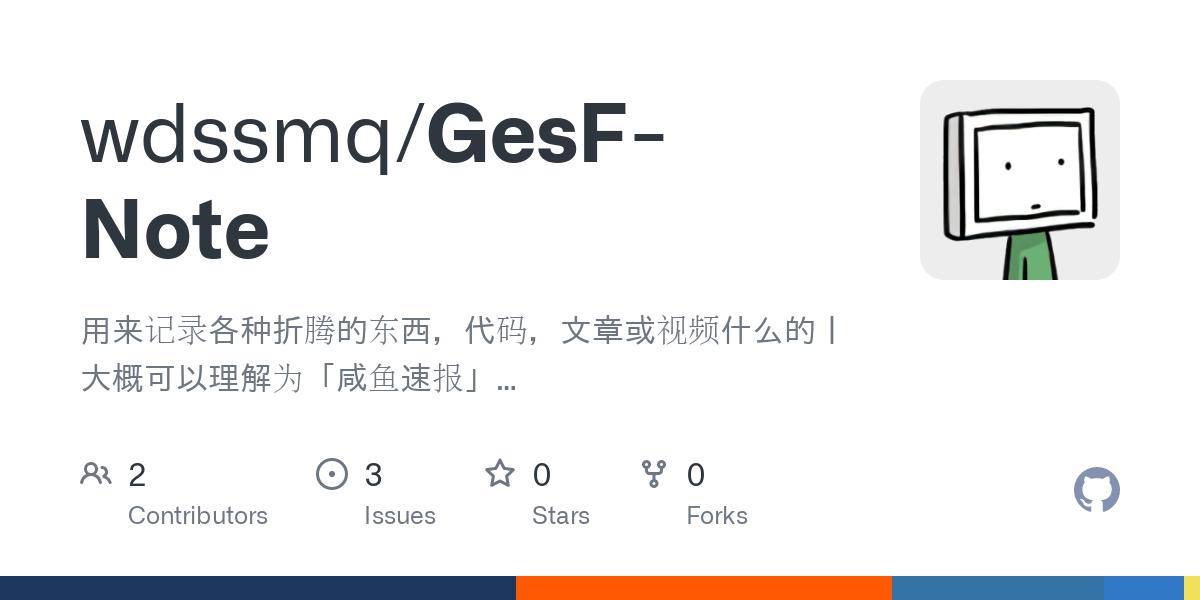 wdssmq/GesF-
Note
用来记录各种折腾的东西，代码，文章或视频什么的丨
大概可以理解为「咸鱼速报」...
2
Contributors
3
Issues
0
Stars
0
Forks